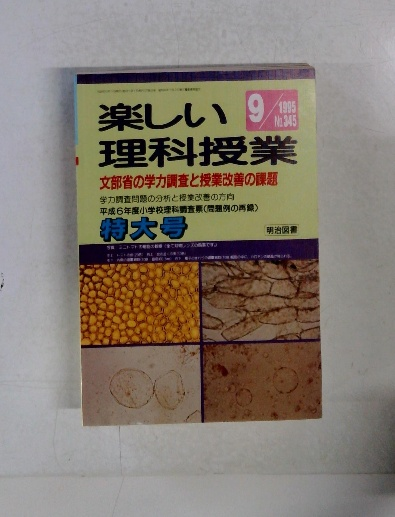 楽しい
理科授業
9/1995
No.345
文部省の学力調査と授業改善の課題
学力調査問題の分析と授業改善の方向
平成6年度小学校理科調査票(問題例の再録)
特大号
明治図書